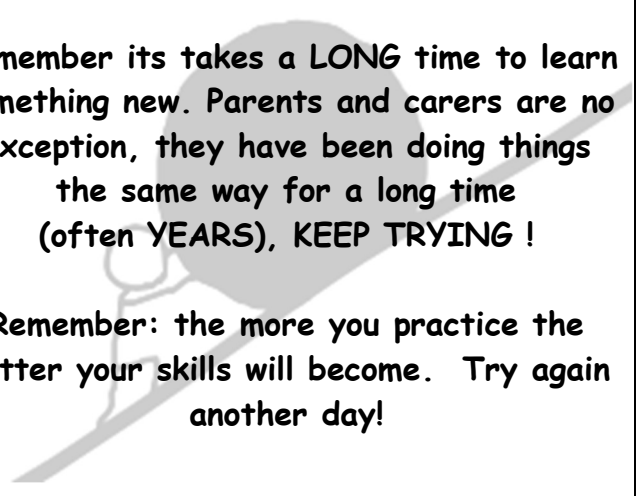 member its takes a LONG time to learn
mething new. Parents and carers are no
xception, they have been doing things
the same way for a long time
(often YEARS), KEEP TRYING !
Remember: the more you practice the
tter your skills will become. Try again
another day!